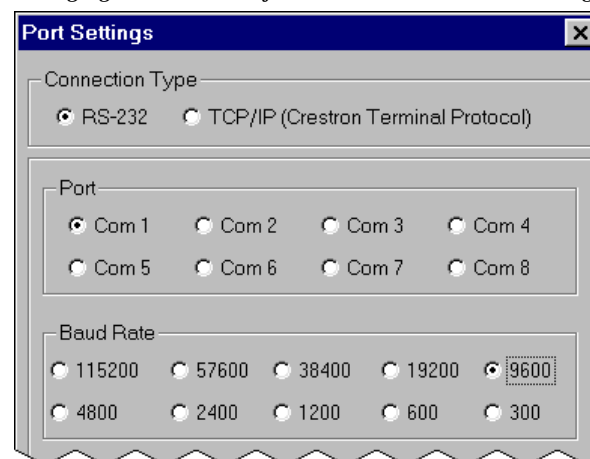 Port Settings
Connection Type
RS-232 TCP/IP (Crestron Terminal Protocol)
Port
Com 1 Com 2 Com 3 Com 4
Com 5 Com 6 Com 7 Com 8
Baud Rate
115200 57600 38400 19200 9600
4800 2400 1200 600 300